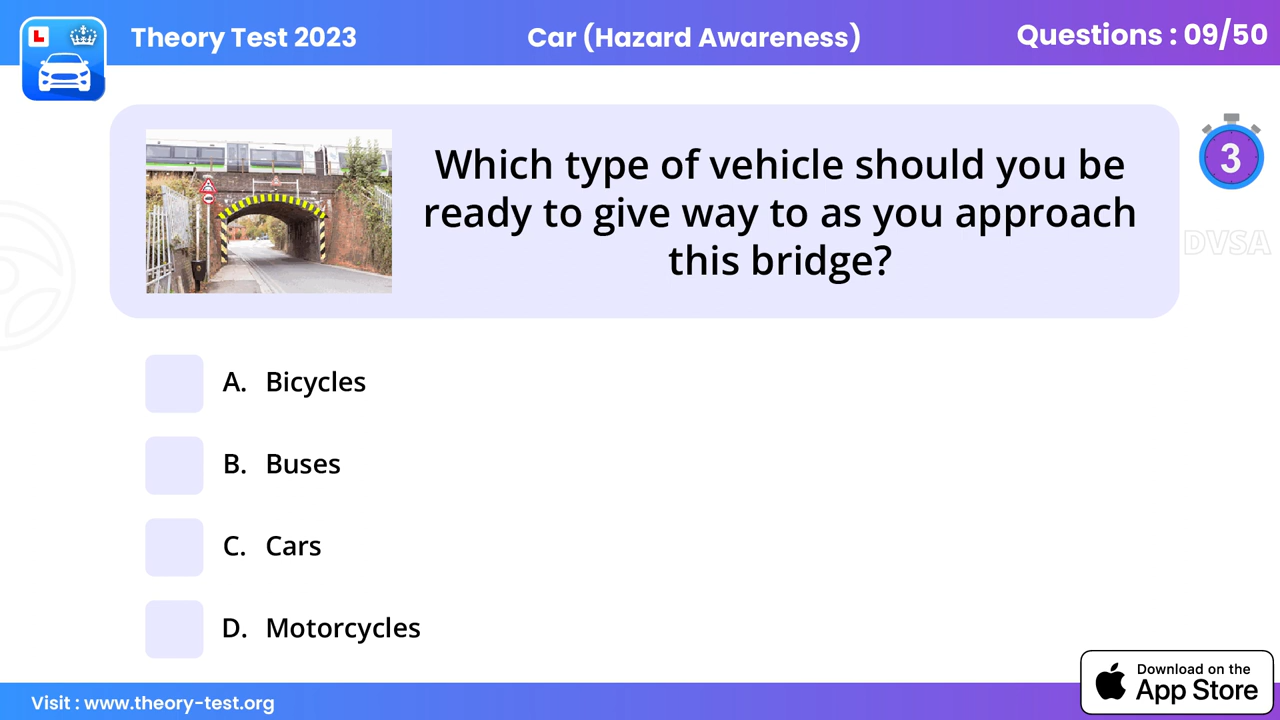 L
Theory Test 2023
Car (Hazard Awareness)
Questions : 09/50
Which type of vehicle should you be
ready to give way to as you approach
this bridge?
3
DVSA
A. Bicycles
B. Buses
C. Cars
D. Motorcycles
Visit : www.theory-test.org
Download on the
App Store